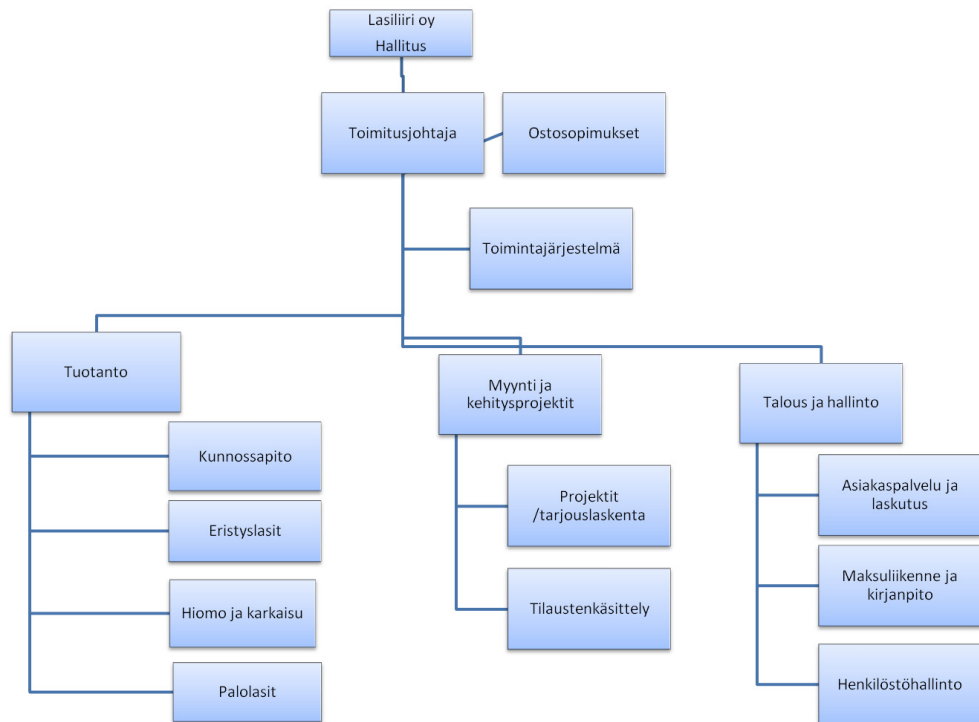 Lasiliiri oy
Hallitus
Toimitusjohtaja
Ostosopimukset
Toimintajärjestelmä
Tuotanto
Kunnossapito
Eristyslasit
Hiomo ja karkaisu
Palolasit
Myynti ja
kehitysprojektit
Projektit
/tarjouslaskenta
Tilaustenkäsittely
Talous ja hallinto
Asiakaspalvelu ja
laskutus
Maksuliikenne ja
kirjanpito
Henkilöstöhallinto